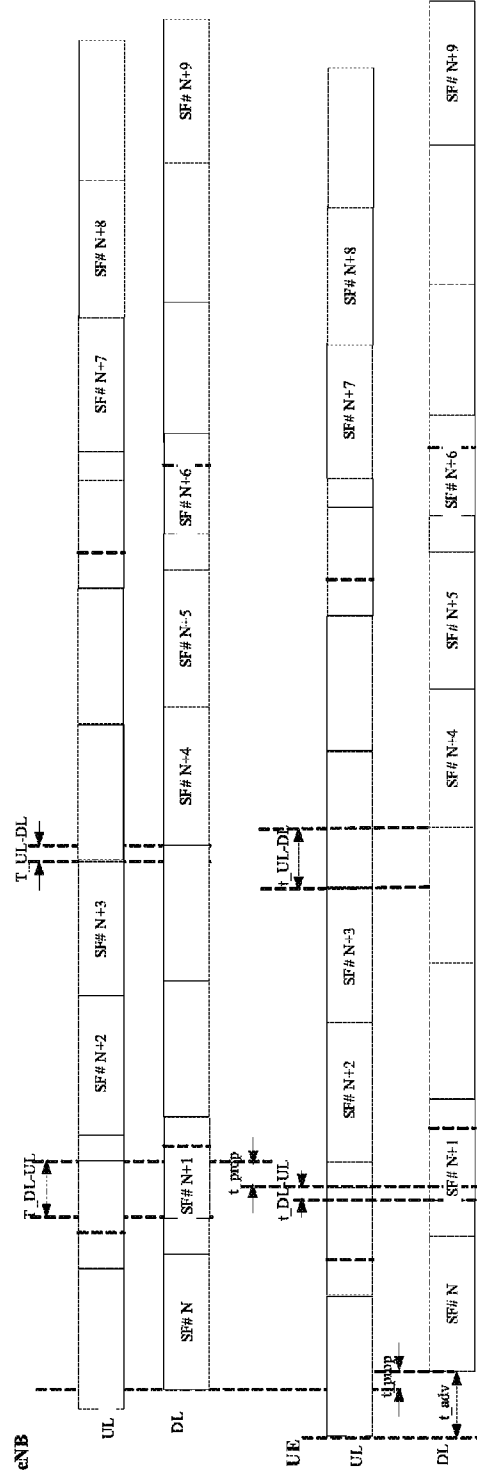 eNB
T_DL-UL
T_UL-DL
UL
SF# N+2
SF# N+3
SF# N+7
SF# N+8
DL
SF# N
SF# N+1
SF# N+4
SF# N+5
SF# N+6
SF# N+9
t_prop
UE
t_DL-UL
t_UL-DL
UL
SF# N+2
SF# N+3
SF# N+7
SF# N+8
t_prop
t_adv
DL
SF# N
SF# N+1
SF# N+4
SF# N+5
SF# N+6
SF# N+9